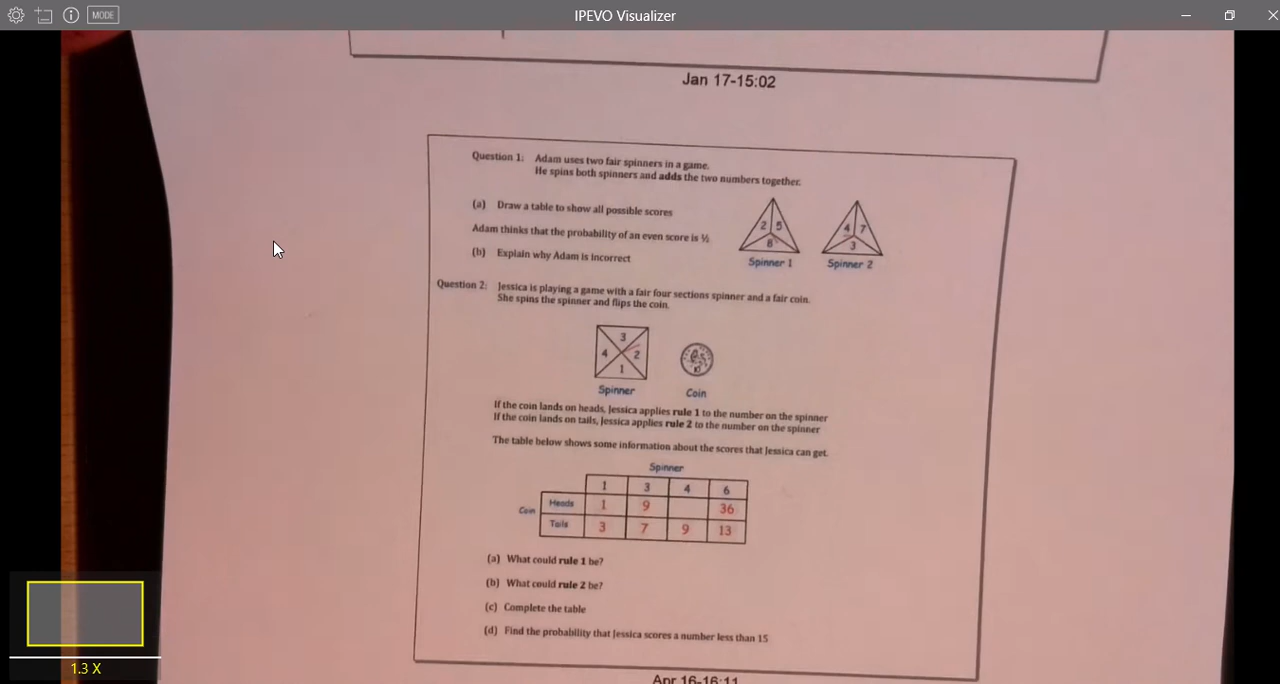 MODE
IPEVO Visualizer
Jan 17-15:02
Question 1: Adam uses two fair spinners in a game.
He spins both spinners and adds the two numbers together.
(a) Draw a table to show all possible scores
Adam thinks that the probability of an even score is ½
(b) Explain why Adam is incorrect
2 5 8
Spinner 1
4 7 3
Spinner 2
Question 2: Jessica is playing a game with a fair four sections spinner and a fair coin.
She spins the spinner and flips the coin.
3
4 2
1
Spinner
Coin
If the coin lands on heads, Jessica applies rule 1 to the number on the spinner
If the coin lands on tails, Jessica applies rule 2 to the number on the spinner
The table below shows some information about the scores that Jessica can get.
Spinner
1 3 4 6
Coin
Heads 1 9 36
Tails 3 7 9 13
(a) What could rule 1 be?
(b) What could rule 2 be?
(c) Complete the table
(d) Find the probability that Jessica scores a number less than 15
Apr 16-16:11
1.3 X